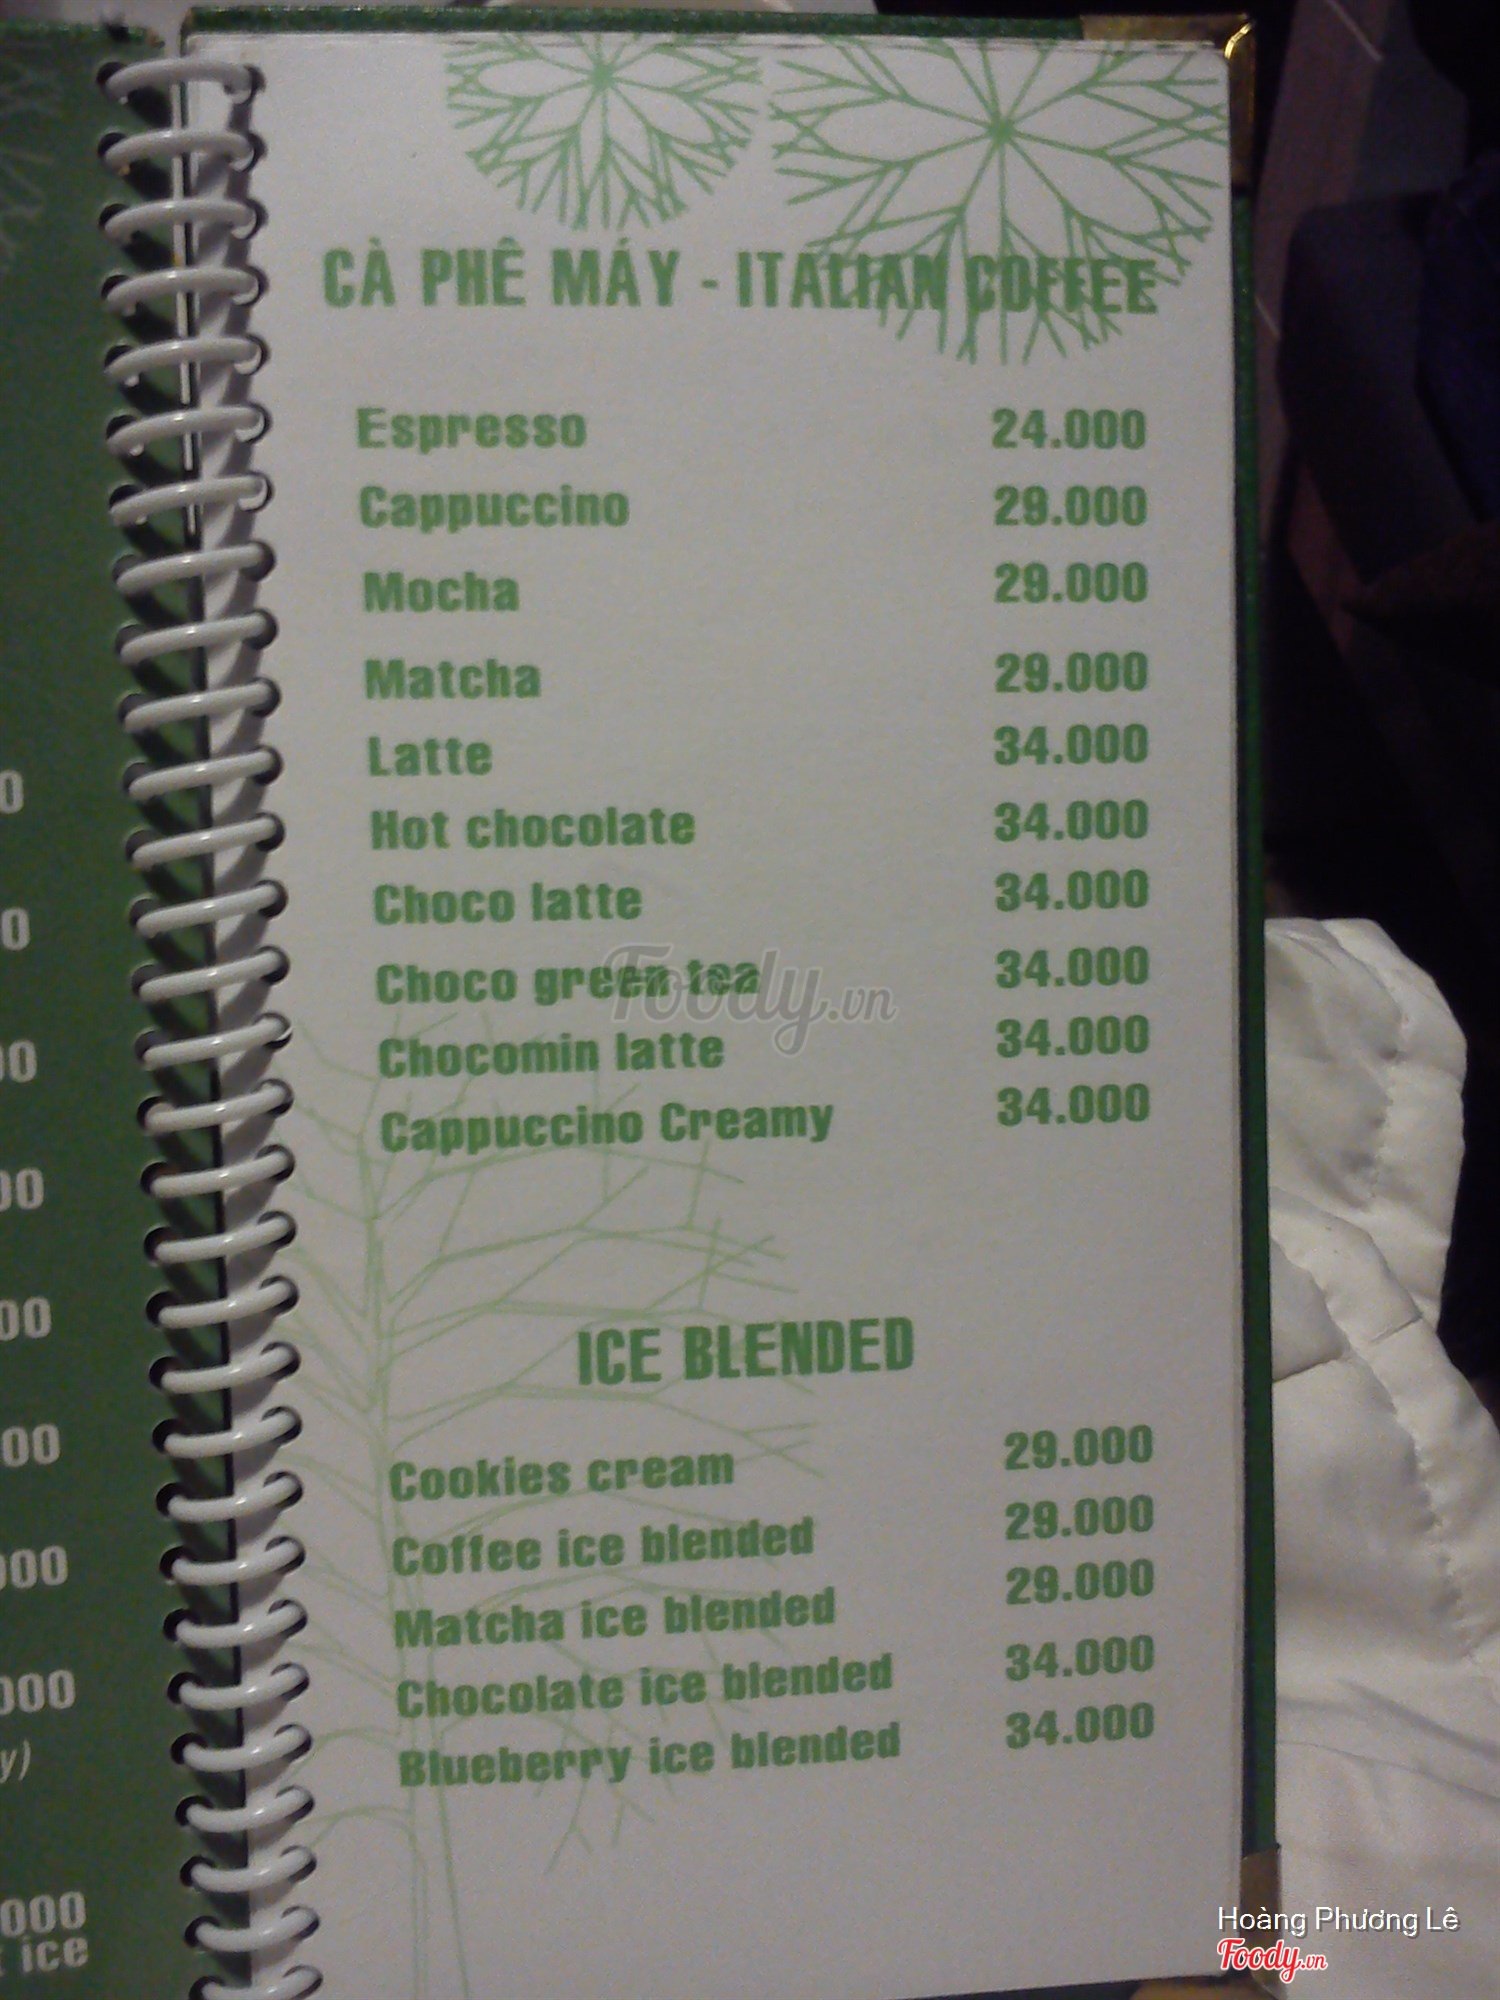 CÀ PHÊ MÁY - ITALIAN COFFEE
Espresso 24.000
Cappuccino 29.000
Mocha 29.000
Matcha 29.000
Latte 34.000
Hot chocolate 34.000
Choco latte 34.000
Choco green tea 34.000
Chocomin latte 34.000
Cappuccino Creamy 34.000
Foody.vn
ICE BLENDED
Cookies cream 29.000
Coffee ice blended 29.000
Matcha ice blended 29.000
Chocolate ice blended 34.000
Blueberry ice blended 34.000
ice
Hoàng Phương Lê
Foody.vn